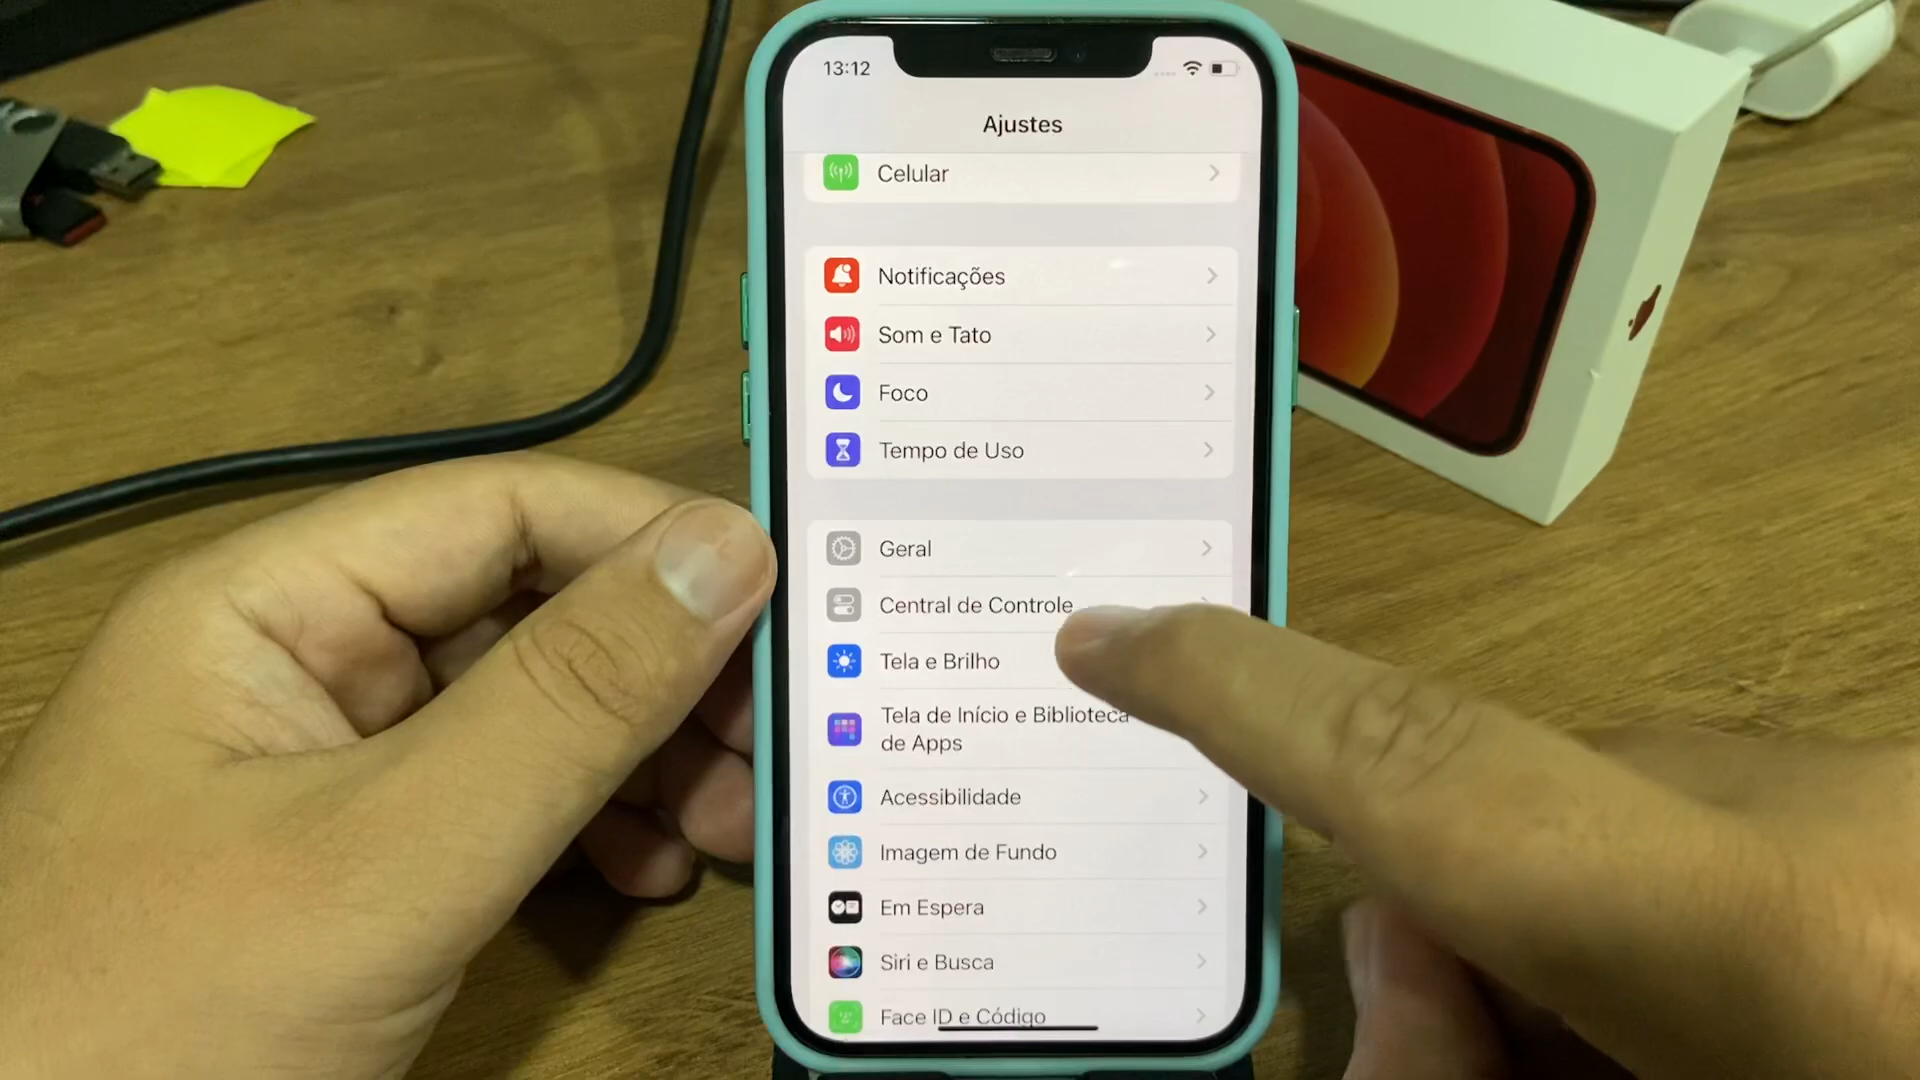 13:12
Ajustes
Celular
Notificações
Som e Tato
Foco
Tempo de Uso
Geral
Central de Controle
Tela e Brilho
Tela de Início e Biblioteca
de Apps
Acessibilidade
Imagem de Fundo
Em Espera
Siri e Busca
Face ID e Código